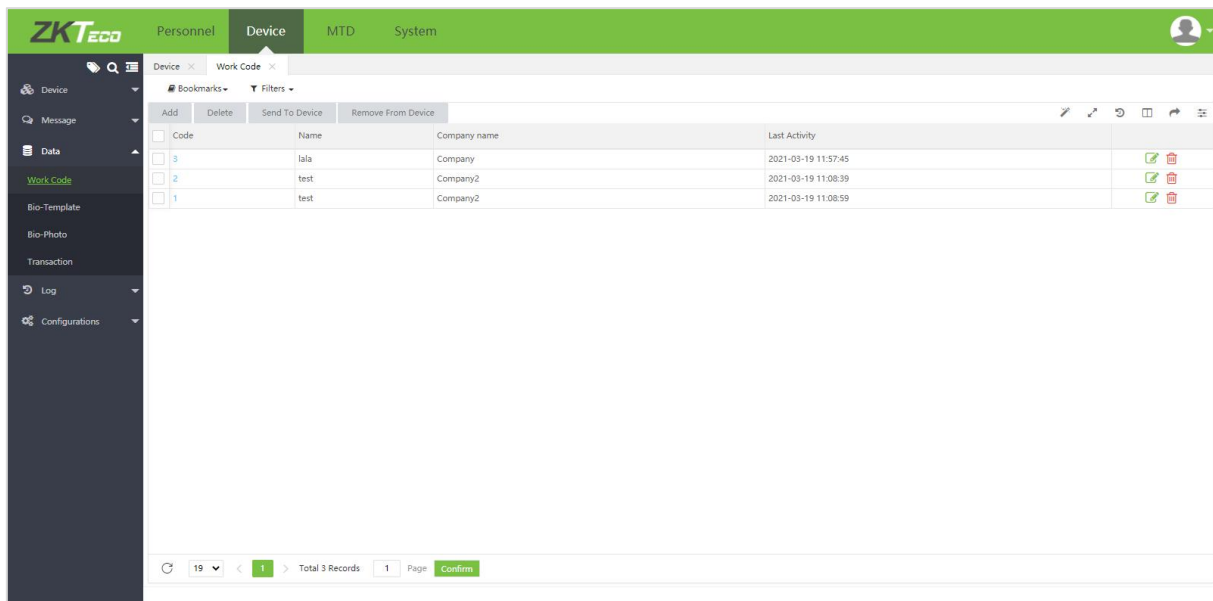 ZKTECO Personnel Device MTD System
Device Work Code
Device
Bookmarks Filters
Message
Add Delete Send To Device Remove From Device
Code Name Company name Last Activity
Data
3 lala Company 2021-03-19 11:57:45
Work Code
2 test Company2 2021-03-19 11:08:39
1 test Company2 2021-03-19 11:08:59
Bio-Template
Bio-Photo
Transaction
Log
Configurations
19 < 1 > Total 3 Records 1 Page Confirm